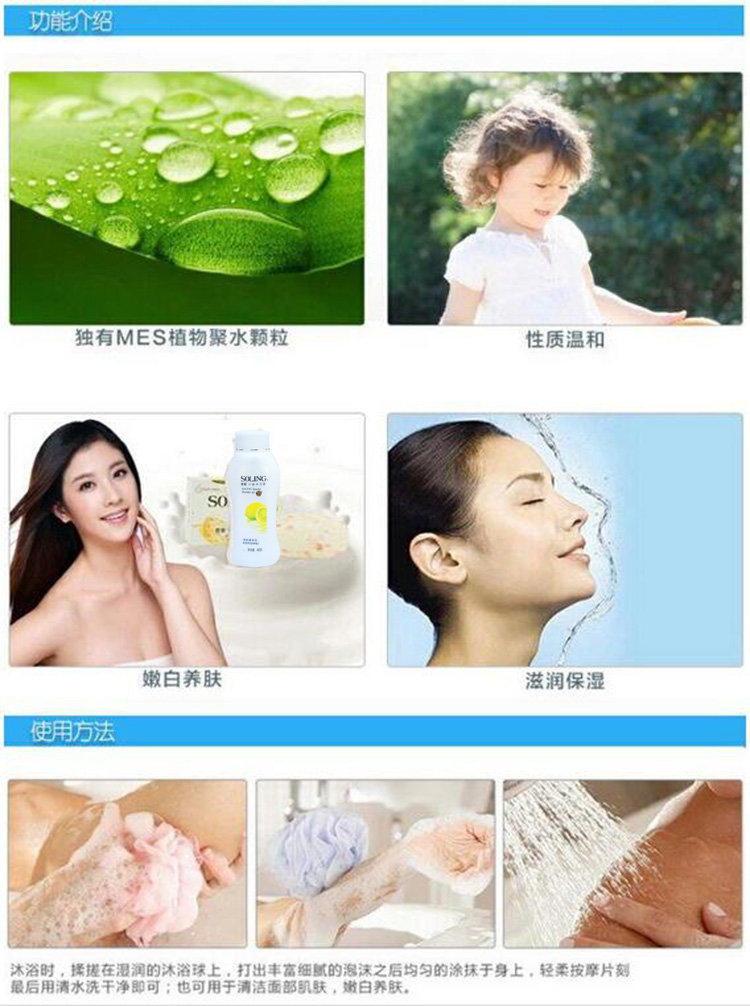 功能介绍
独有MES植物聚水颗粒
性质温和
SOLING
SO
嫩白养肤
滋润保湿
使用方法
沐浴时，揉搓在湿润的沐浴球上，打出丰富细腻的泡沫之后均匀的涂抹于身上，轻柔按摩片刻
最后用清水洗干净即可；也可用于清洁面部肌肤，嫩白养肤。